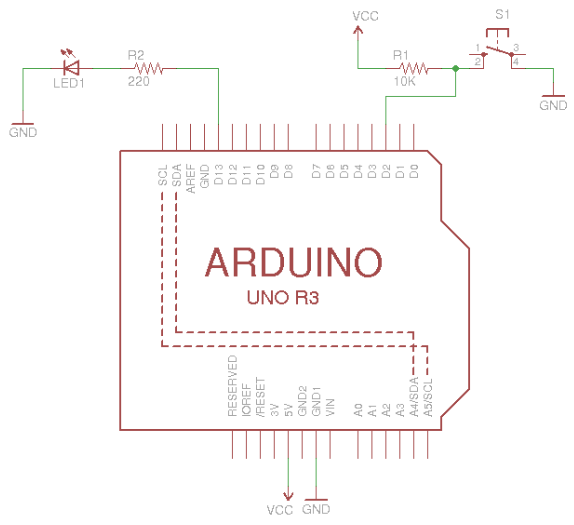 VCC
S1
R2
R1
1
3
2
4
LED1
220
10K
GND
GND
SCL
SDA
AREF
GND
D13
D12
D11
D10
D9
D8
D7
D6
D5
D4
D3
D2
D1
D0
ARDUINO
UNO R3
RESERVED
IOREF
/RESET
3V
5V
GND2
GND1
VIN
A0
A1
A2
A3
A4/SDA
A5/SCL
VCC
GND